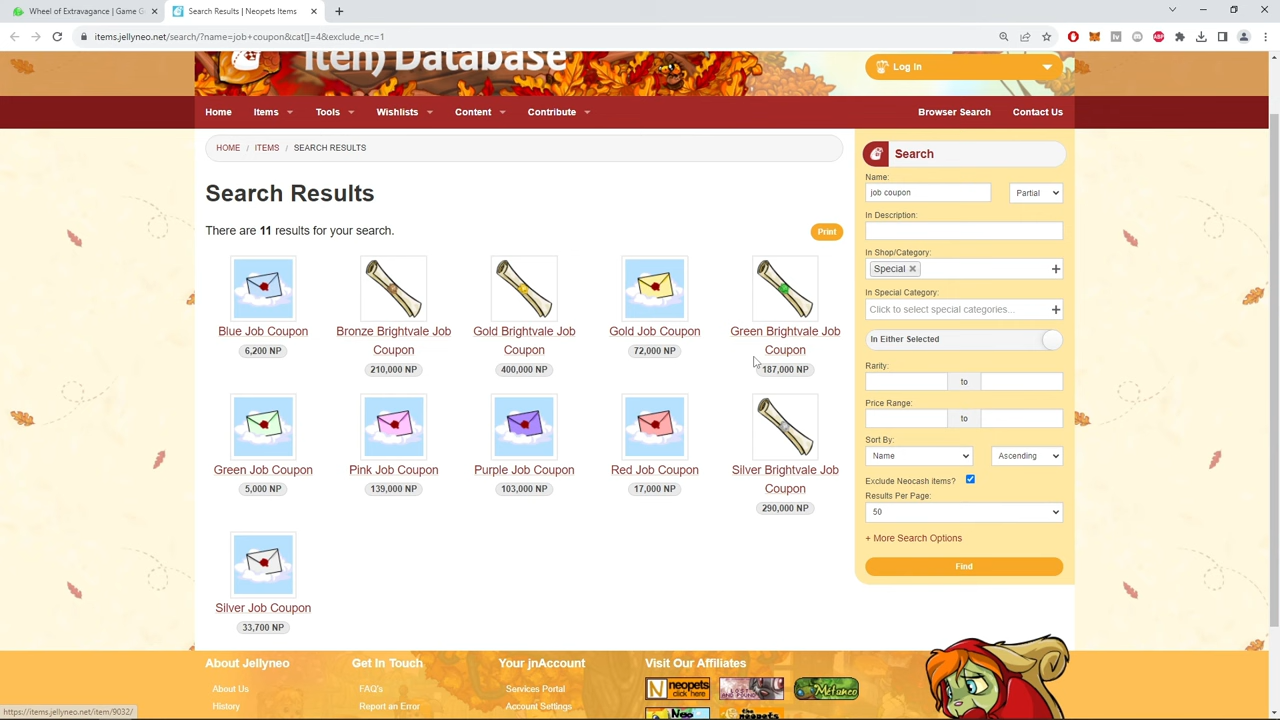 Wheel of Extravagance | Game G
Search Results | Neopets Items
items.jellyneo.net/search/?name=job+coupon&cat[]=4&exclude_nc=1
Item) Database
Log In
Home
Items
Tools
Wishlists
Content
Contribute
Browser Search
Contact Us
HOME / ITEMS / SEARCH RESULTS
Search Results
There are 11 results for your search.
Print
Blue Job Coupon
6,200 NP
Bronze Brightvale Job
Coupon
210,000 NP
Gold Brightvale Job
Coupon
400,000 NP
Gold Job Coupon
72,000 NP
Green Brightvale Job
Coupon
187,000 NP
Green Job Coupon
5,000 NP
Pink Job Coupon
139,000 NP
Purple Job Coupon
103,000 NP
Red Job Coupon
17,000 NP
Silver Brightvale Job
Coupon
290,000 NP
Silver Job Coupon
33,700 NP
Search
Name:
job coupon
Partial
In Description:
In Shop/Category:
Special
In Special Category:
Click to select special categories...
In Either Selected
Rarity:
to
Price Range:
to
Sort By:
Name
Ascending
Exclude Neocash items?
Results Per Page:
50
+ More Search Options
Find
About Jellyneo
About Us
History
Get In Touch
FAQ's
Report an Error
Your jnAccount
Services Portal
Account Settings
Visit Our Affiliates
neopets
click here
Métanéo
the neopets
https://items.jellyneo.net/item/9032/